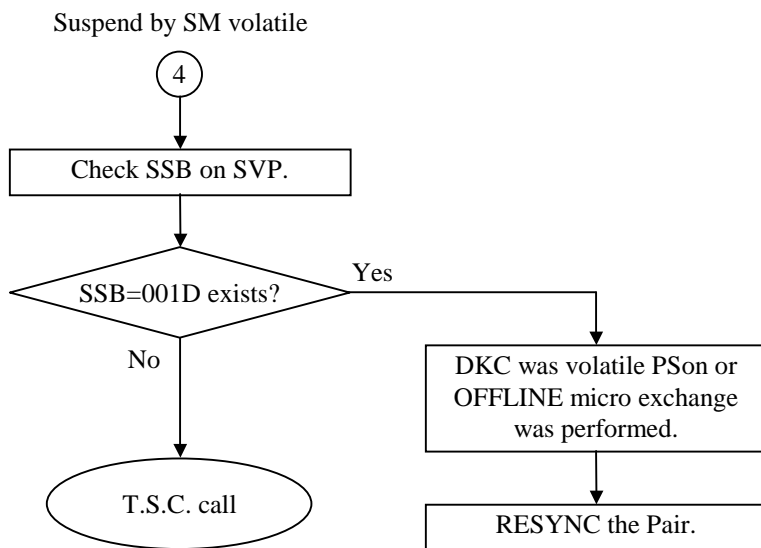 Suspend by SM volatile
4
Check SSB on SVP.
SSB=001D exists?
Yes
No
DKC was volatile PSon or
OFFLINE micro exchange
was performed.
T.S.C. call
RESYNC the Pair.